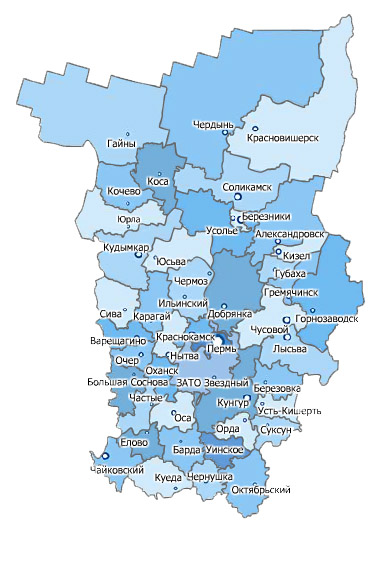 Чердынь
Красновишерск
Гайны
Коса
Кочево
Соликамск
Юрла
Березники
Усолье
Александровск
Кудымкар
Кизел
Юсьва
Губаха
Чермоз
Гремячинск
Ильинский
Сива
Карагай
Добрянка
Горнозаводск
Чусовой
Верещагино
Краснокамск
Пермь
Лысьва
Очер
Нытва
Оханск
Большая Соснова
ЗАТО Звездный
Березовка
Частые
Кунгур
Оса
Усть-Кишерть
Орда
Суксун
Елово
Барда
Уинское
Чайковский
Куеда
Чернушка
Октябрьский